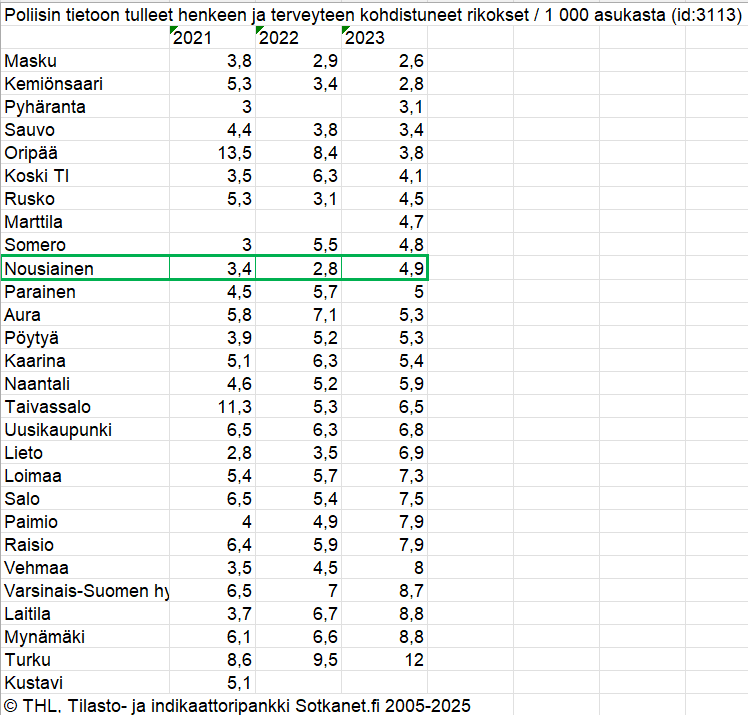 Poliisin tietoon tulleet henkeen ja terveyteen kohdistuneet rikokset / 1 000 asukasta (id:3113)
2021 2022 2023
Masku 3,8 2,9 2,6
Kemiönsaari 5,3 3,4 2,8
Pyhäranta 3 3,1
Sauvo 4,4 3,8 3,4
Oripää 13,5 8,4 3,8
Koski Tl 3,5 6,3 4,1
Rusko 5,3 3,1 4,5
Marttila 4,7
Somero 3 5,5 4,8
Nousiainen 3,4 2,8 4,9
Parainen 4,5 5,7 5
Aura 5,8 7,1 5,3
Pöytyä 3,9 5,2 5,3
Kaarina 5,1 6,3 5,4
Naantali 4,6 5,2 5,9
Taivassalo 11,3 5,3 6,5
Uusikaupunki 6,5 6,3 6,8
Lieto 2,8 3,5 6,9
Loimaa 5,4 5,7 7,3
Salo 6,5 5,4 7,5
Paimio 4 4,9 7,9
Raisio 6,4 5,9 7,9
Vehmaa 3,5 4,5 8
Varsinais-Suomen hy 6,5 7 8,7
Laitila 3,7 6,7 8,8
Mynämäki 6,1 6,6 8,8
Turku 8,6 9,5 12
Kustavi 5,1
© THL, Tilasto- ja indikaattoripankki Sotkanet.fi 2005-2025